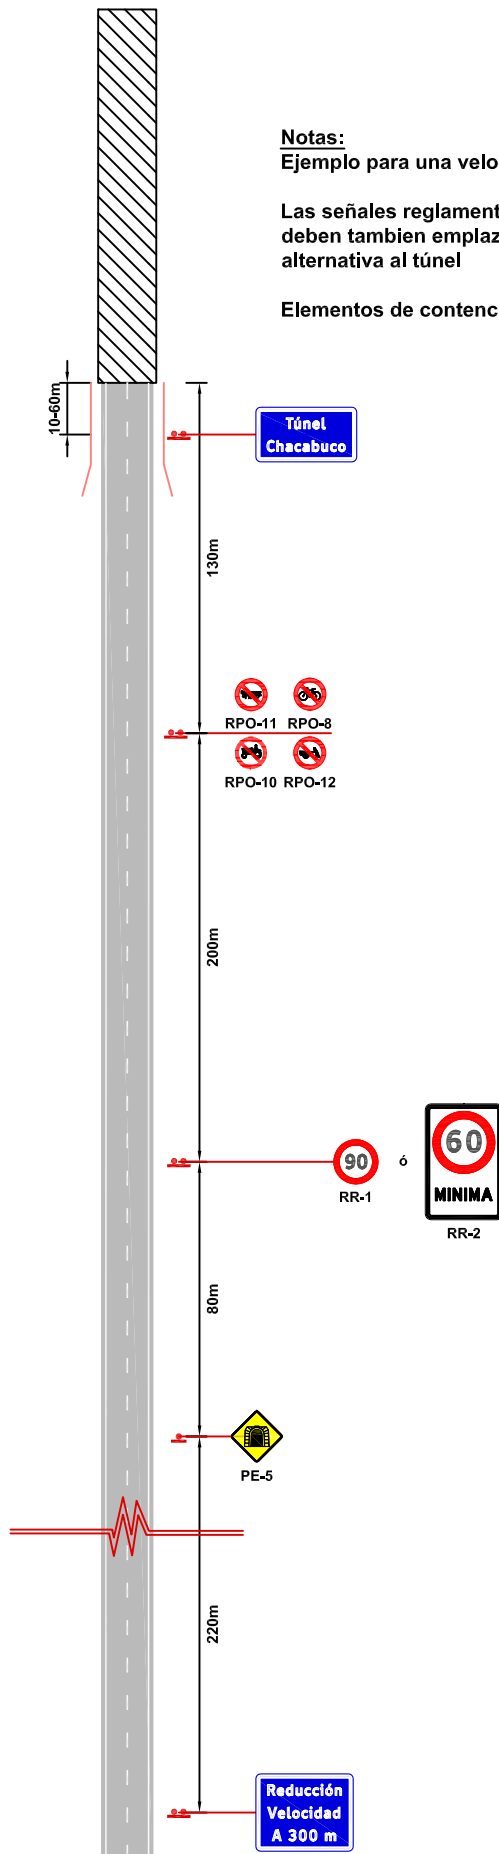 Notas:
Ejemplo para una velo
Las señales reglament
deben tambien emplaz
alternativa al túnel
Elementos de contenc
10-60m
Túnel
Chacabuco
130m
RPO-11 RPO-8
RPO-10 RPO-12
200m
90 ó 60
MINIMA
RR-1
RR-2
80m
PE-5
220m
Reducción
Velocidad
A 300 m